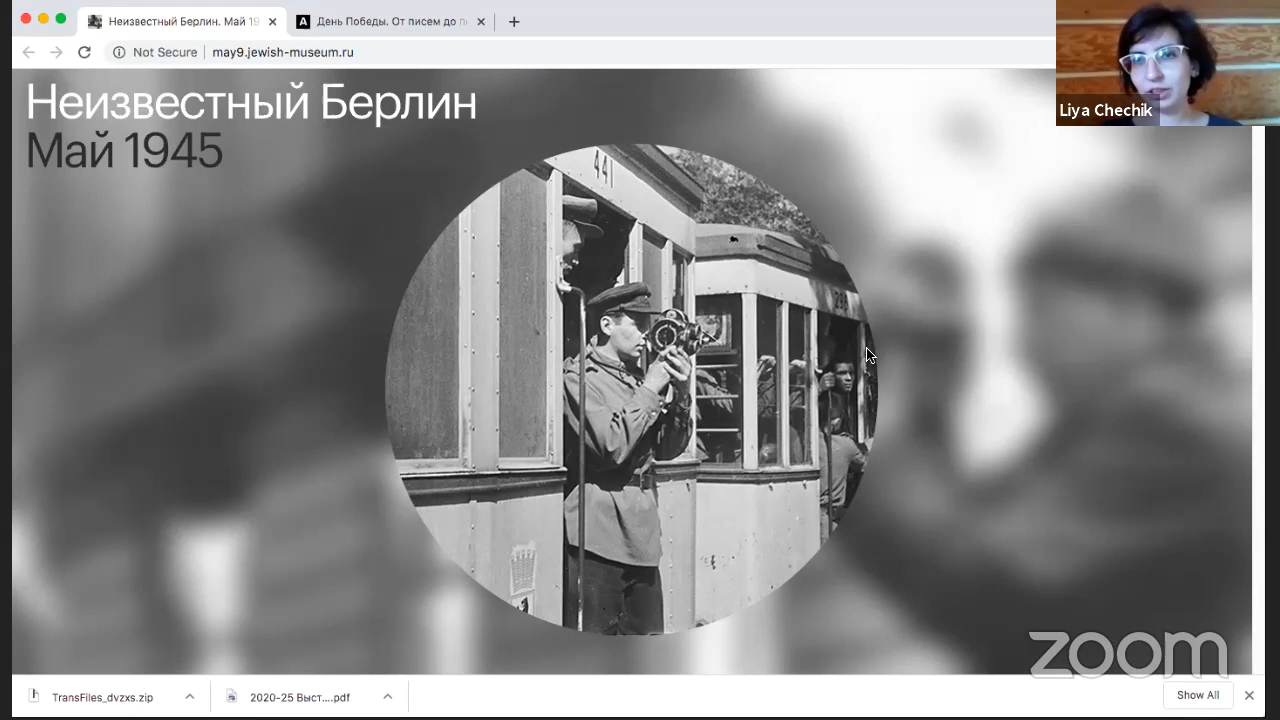 Неизвестный Берлин. Май 19
День Победы. От писем до п
Not Secure
may9.jewish-museum.ru
Liya Chechik
Неизвестный Берлин
Май 1945
441
zoom
TransFiles_dvzxs.zip
2020-25 Выст....pdf
Show All